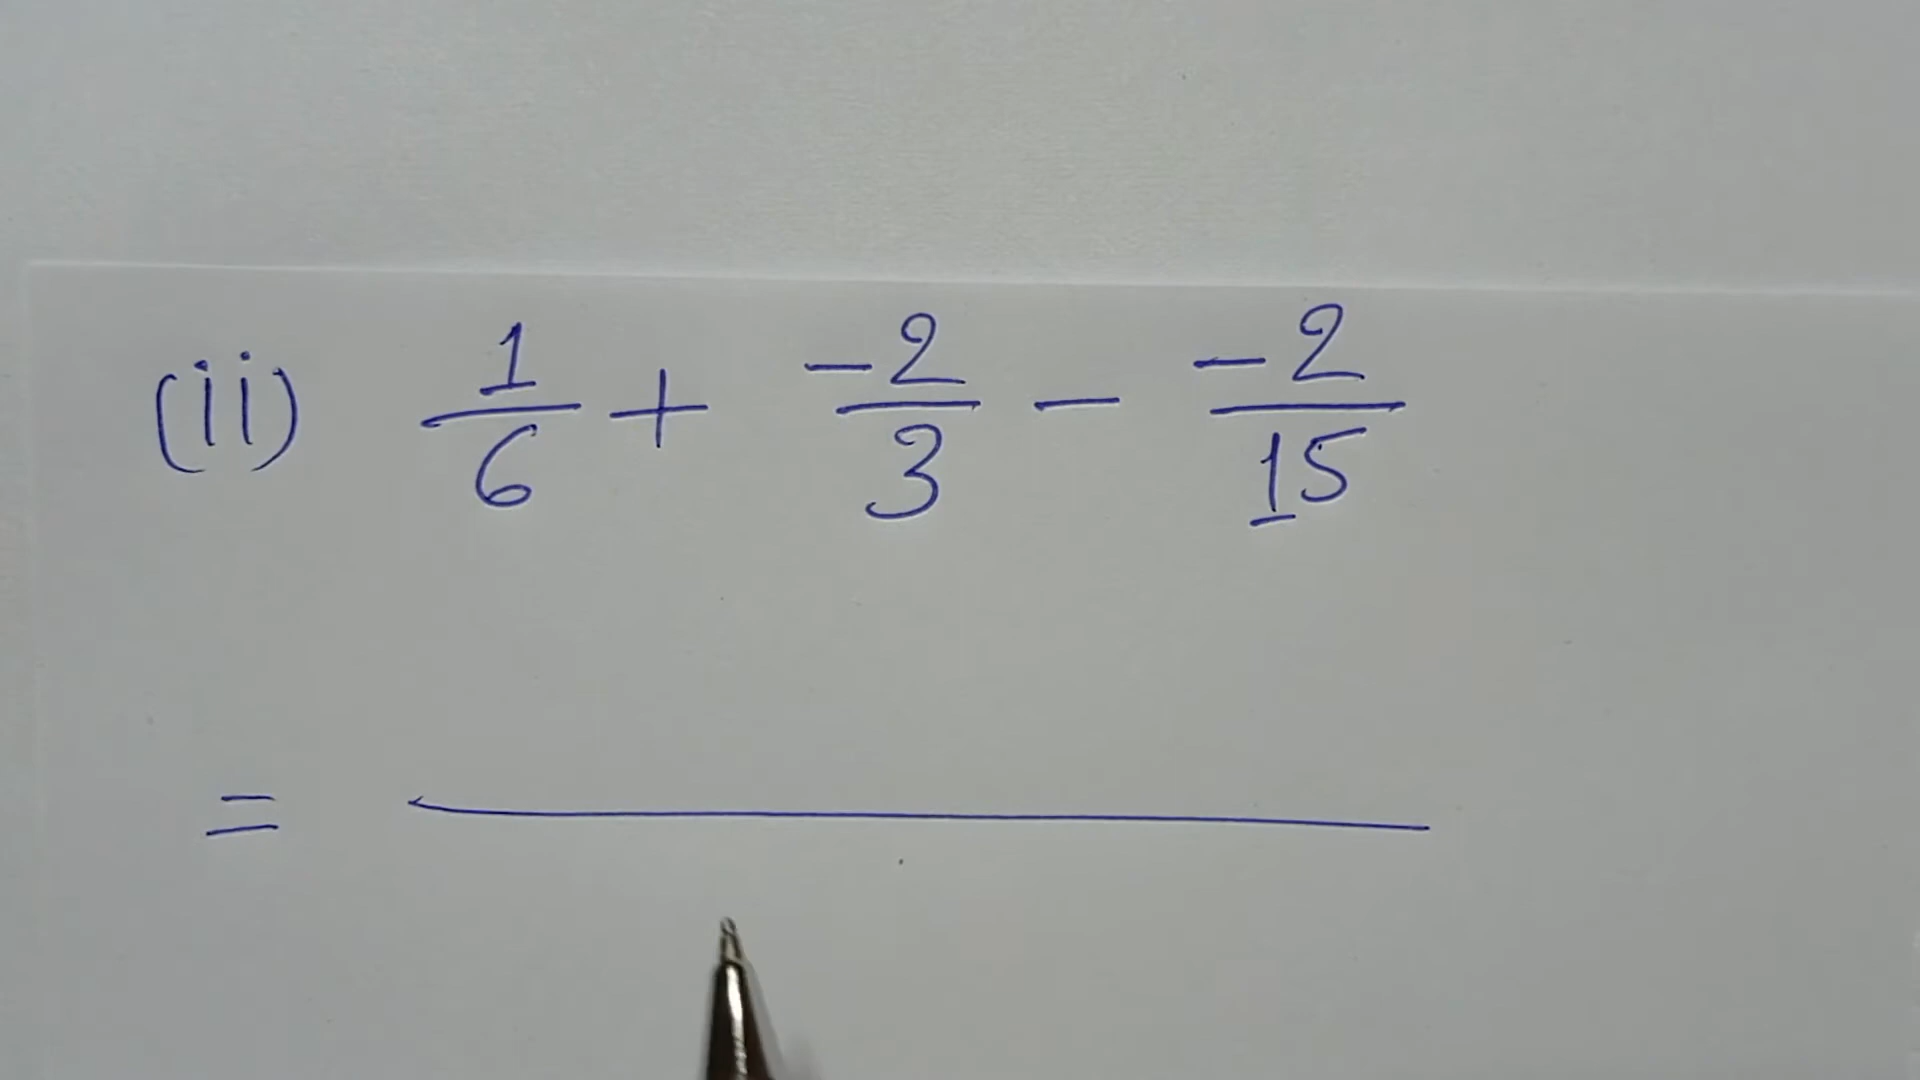 (ii) 1/6 + -2/3 - -2/15
=